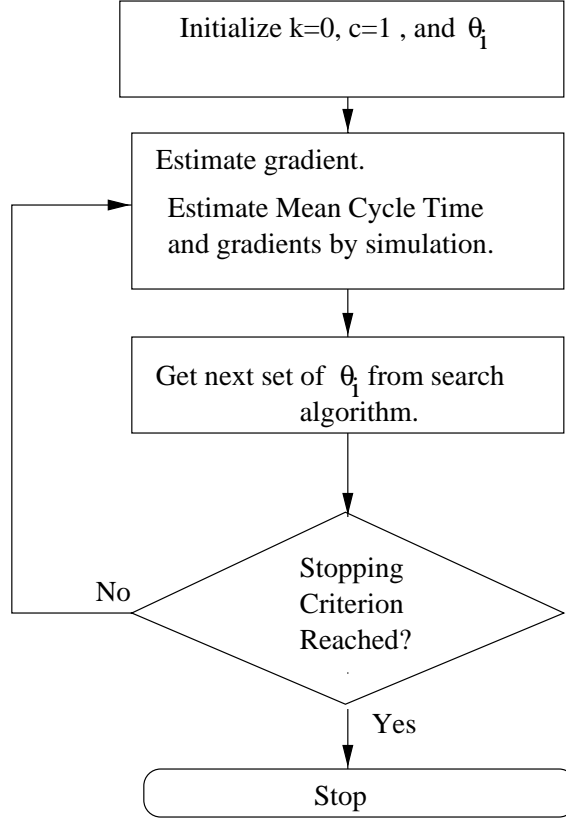 Initialize k=0, c=1 , and θi
Estimate gradient.
Estimate Mean Cycle Time
and gradients by simulation.
Get next set of θi from search
algorithm.
Stopping
Criterion
Reached?
No
Yes
Stop